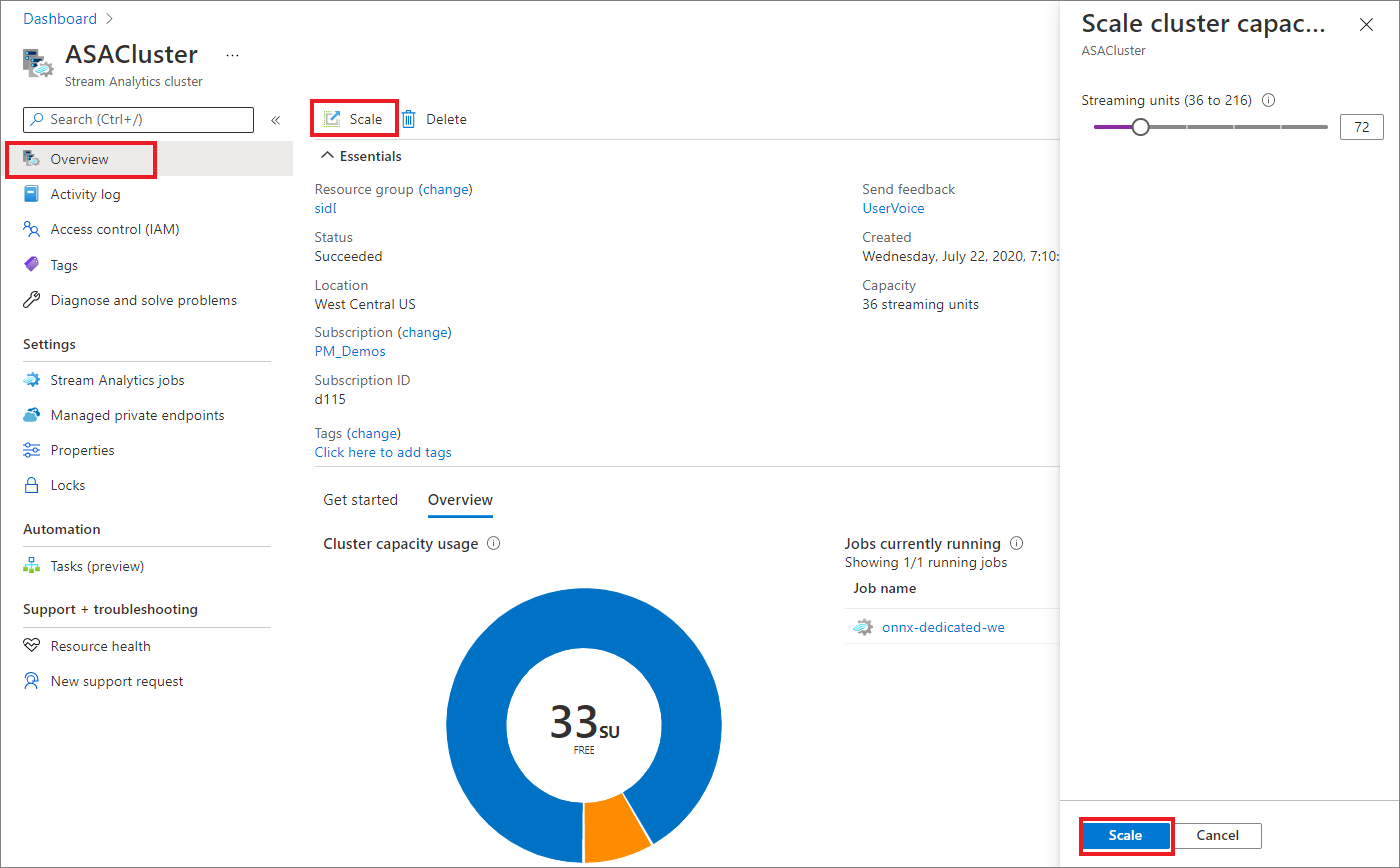 Dashboard
ASACluster ...
Stream Analytics cluster
Search (Ctrl+/)
«
Overview
Activity log
Access control (IAM)
Tags
Diagnose and solve problems
Settings
Stream Analytics jobs
Managed private endpoints
Properties
Locks
Automation
Tasks (preview)
Support + troubleshooting
Resource health
New support request
Scale Delete
Essentials
Resource group (change)
sid
Status
Succeeded
Location
West Central US
Subscription (change)
PM_Demos
Subscription ID
d115
Tags (change)
Click here to add tags
Send feedback
UserVoice
Created
Wednesday, July 22, 2020, 7:10:
Capacity
36 streaming units
Get started Overview
Cluster capacity usage
33 SU
FREE
Jobs currently running
Showing 1/1 running jobs
Job name
onnx-dedicated-we
Scale cluster capac...
ASACluster
Streaming units (36 to 216)
72
Scale Cancel